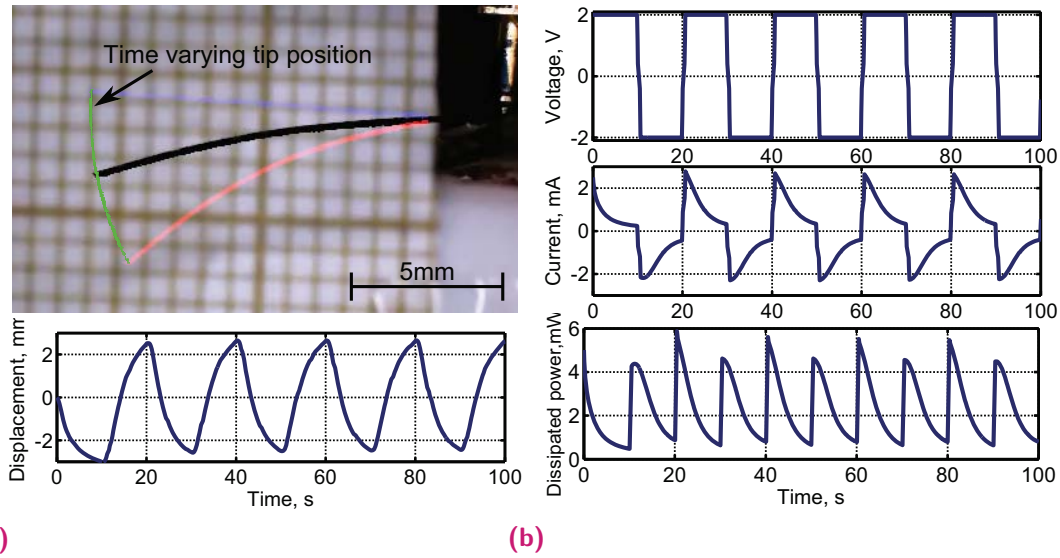 Time varying tip position
5mm
Displacement, mm
2
0
-2
0 20 40 60 80 100
Time, s
)
Voltage, V
2
0
-2
0 20 40 60 80 100
Current, mA
2
0
-2
0 20 40 60 80 100
Dissipated power,mW
6
4
2
0
0 20 40 60 80 100
Time, s
(b)